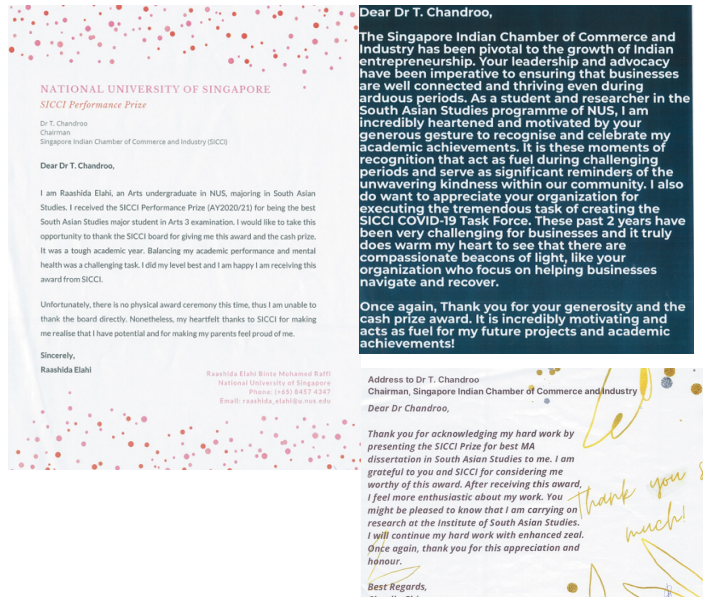 NATIONAL UNIVERSITY OF SINGAPORE
SICCI Performance Prize
Dr T. Chandroo
Chairman
Singapore Indian Chamber of Commerce and Industry (SICCI)
Dear Dr T. Chandroo,
I am Raashida Elahi, an Arts undergraduate in NUS, majoring in South Asian
Studies. I received the SICCI Performance Prize (AY2020/21) for being the best
South Asian Studies major student in Arts 3 examination. I would like to take this
opportunity to thank the SICCI board for giving me this award and the cash prize.
It was a tough academic year. Balancing my academic performance and mental
health was a challenging task. I did my level best and I am happy I am receiving this
award from SICCI.
Unfortunately, there is no physical award ceremony this time, thus I am unable to
thank the board directly. Nonetheless, my heartfelt thanks to SICCI for making
me realise that I have potential and for making my parents feel proud of me.
Sincerely,
Raashida Elahi
Raashida Elahi Binte Mohamed Raffi
National University of Singapore
Phone: (+65) 8457 4347
Email: raashida_elahi@u.nus.edu
Dear Dr T. Chandroo,
The Singapore Indian Chamber of Commerce and
Industry has been pivotal to the growth of Indian
entrepreneurship. Your leadership and advocacy
have been imperative to ensuring that businesses
are well connected and thriving even during
arduous periods. As a student and researcher in the
South Asian Studies programme of NUS, I am
incredibly heartened and motivated by your
generous gesture to recognise and celebrate my
academic achievements. It is these moments of
recognition that act as fuel during challenging
periods and serve as significant reminders of the
unwavering kindness within our community. I also
do want to appreciate your organization for
executing the tremendous task of creating the
SICCI COVID-19 Task Force. These past 2 years have
been very challenging for businesses and it truly
does warm my heart to see that there are
compassionate beacons of light, like your
organization who focus on helping businesses
navigate and recover.
Once again, Thank you for your generosity and the
cash prize award. It is incredibly motivating and
acts as fuel for my future projects and academic
achievements!
Address to Dr T. Chandroo
Chairman, Singapore Indian Chamber of Commerce and Industry
Dear Dr Chandroo,
Thank you for acknowledging my hard work by
presenting the SICCI Prize for best MA
dissertation in South Asian Studies to me. I am
grateful to you and SICCI for considering me
worthy of this award. After receiving this award,
I feel more enthusiastic about my work. You
might be pleased to know that I am carrying on
research at the Institute of South Asian Studies.
I will continue my hard work with enhanced zeal.
Once again, thank you for this appreciation and
honour.
Best Regards,
Thank you s
much!